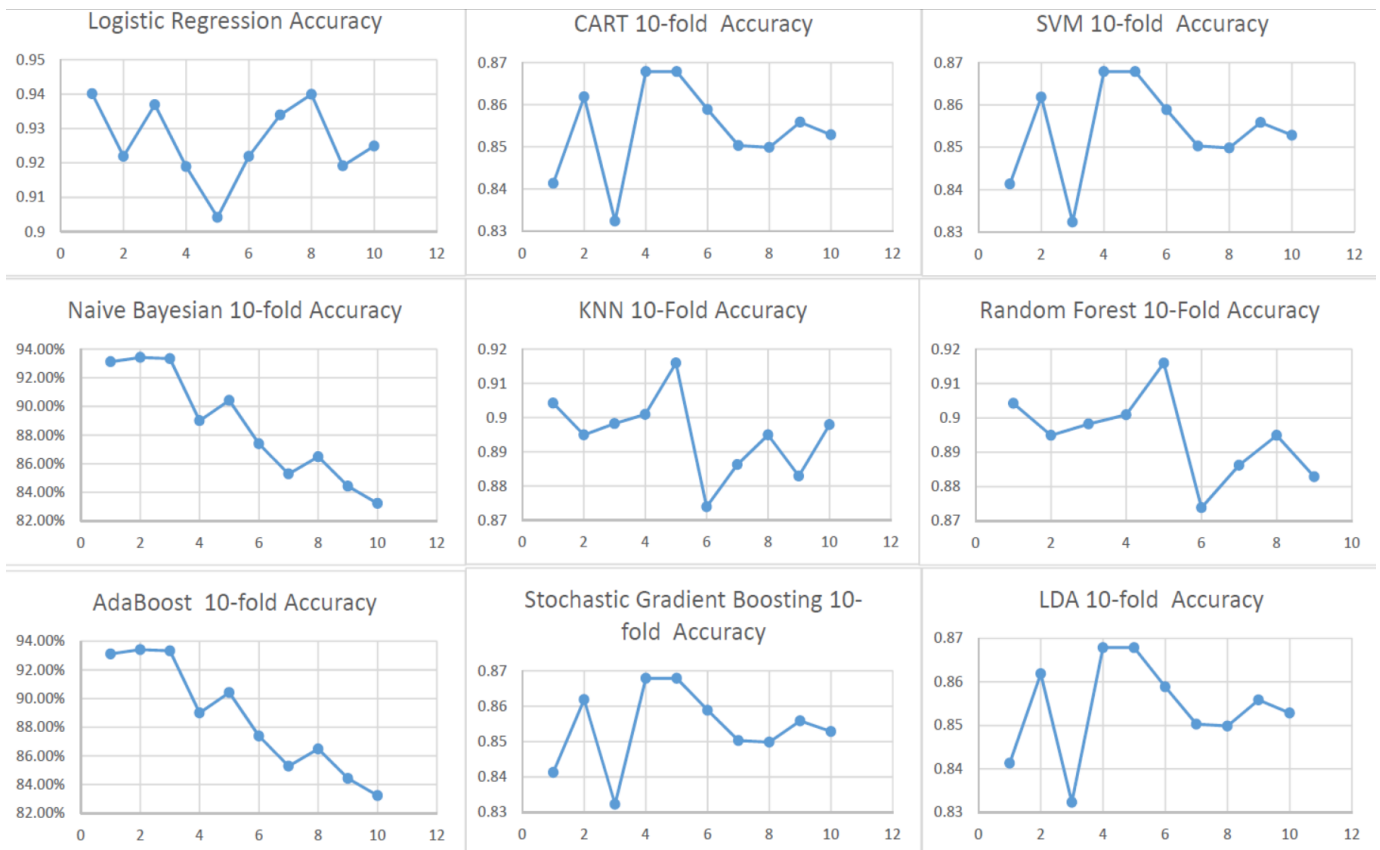 Logistic Regression Accuracy
0.95
0.94
0.93
0.92
0.91
0.9
0 2 4 6 8 10 12
CART 10-fold Accuracy
0.87
0.86
0.85
0.84
0.83
0 2 4 6 8 10 12
SVM 10-fold Accuracy
0.87
0.86
0.85
0.84
0.83
0 2 4 6 8 10 12
Naive Bayesian 10-fold Accuracy
94.00%
92.00%
90.00%
88.00%
86.00%
84.00%
82.00%
0 2 4 6 8 10 12
KNN 10-Fold Accuracy
0.92
0.91
0.9
0.89
0.88
0.87
0 2 4 6 8 10 12
Random Forest 10-Fold Accuracy
0.92
0.91
0.9
0.89
0.88
0.87
0 2 4 6 8 10
AdaBoost 10-fold Accuracy
94.00%
92.00%
90.00%
88.00%
86.00%
84.00%
82.00%
0 2 4 6 8 10 12
Stochastic Gradient Boosting 10-
fold Accuracy
0.87
0.86
0.85
0.84
0.83
0 2 4 6 8 10 12
LDA 10-fold Accuracy
0.87
0.86
0.85
0.84
0.83
0 2 4 6 8 10 12